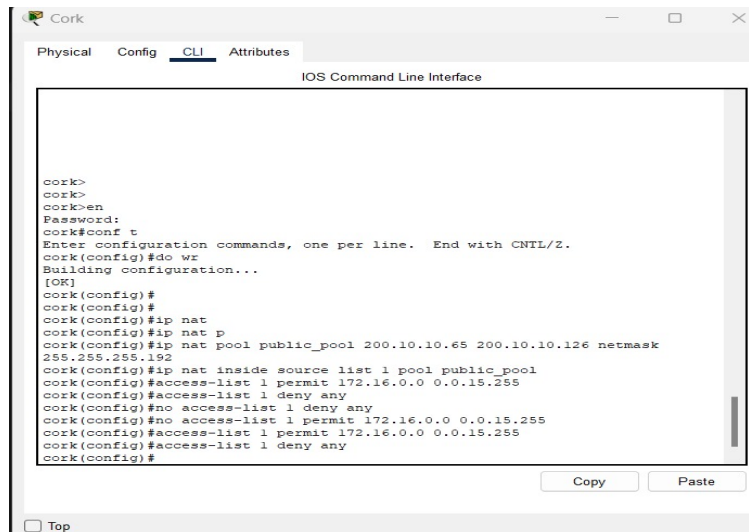 Cork
Physical Config CLI Attributes
IOS Command Line Interface
cork>
cork>
cork>en
Password:
cork#conf t
Enter configuration commands, one per line. End with CNTL/Z.
cork(config)#do wr
Building configuration...
[OK]
cork(config)#
cork(config)#
cork(config)#ip nat
cork(config)#ip nat p
cork(config)#ip nat pool public_pool 200.10.10.65 200.10.10.126 netmask
255.255.255.192
cork(config)#ip nat inside source list 1 pool public_pool
cork(config)#access-list 1 permit 172.16.0.0 0.0.15.255
cork(config)#access-list 1 deny any
cork(config)#no access-list 1 deny any
cork(config)#no access-list 1 permit 172.16.0.0 0.0.15.255
cork(config)#access-list 1 permit 172.16.0.0 0.0.15.255
cork(config)#access-list 1 deny any
cork(config)#
Copy Paste
Top